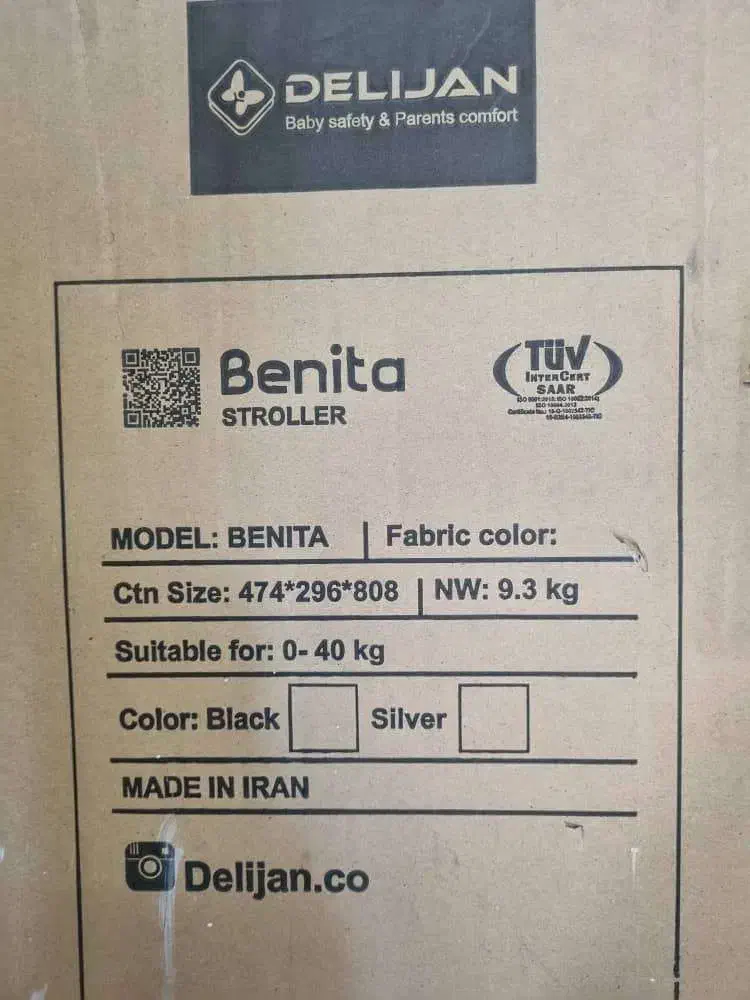 DELIJAN
Baby safety & Parents comfort
Benita
STROLLER
TÜV
INTERCERT
SAAR
MODEL: BENITA | Fabric color:
Ctn Size: 474*296*808 | NW: 9.3 kg
Suitable for: 0- 40 kg
Color: Black Silver
MADE IN IRAN
Delijan.co